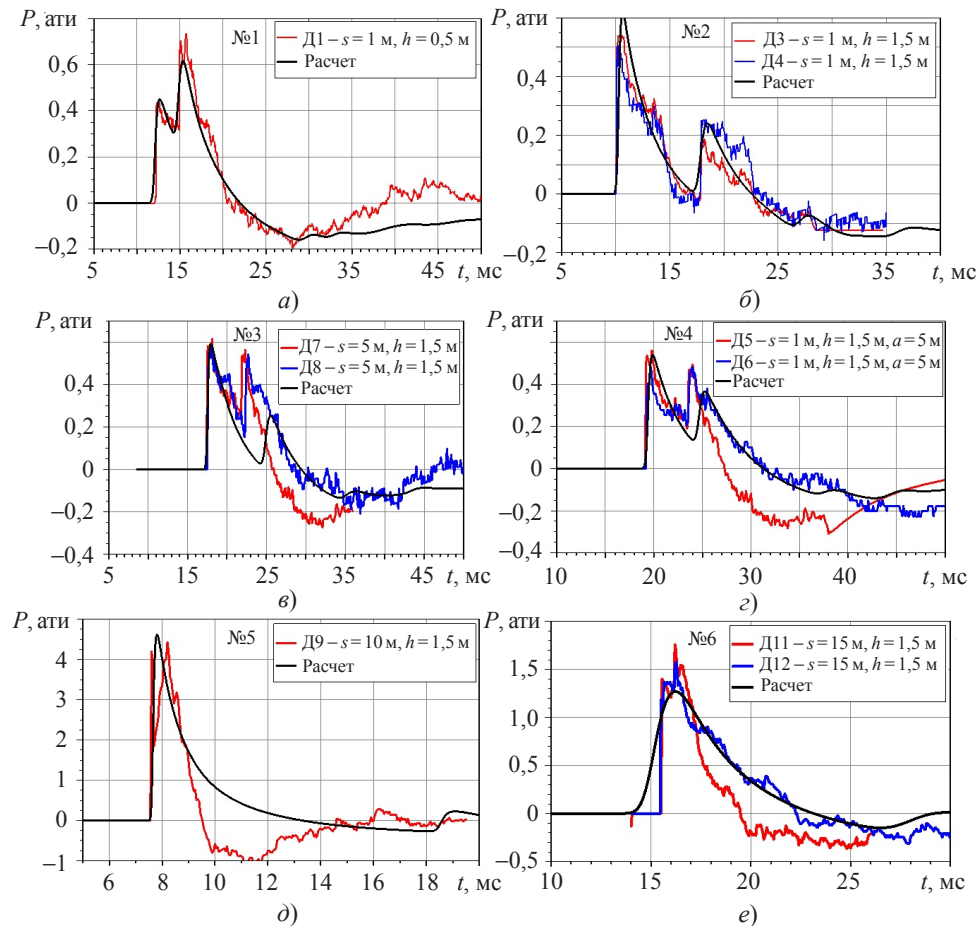 P, ати
№1
Д1 – s = 1 м, h = 0,5 м
Расчет
0,6
0,4
0,2
0
–0,2
5 15 25 35 45 t, мс
а)
P, ати
№2
Д3 – s = 1 м, h = 1,5 м
Д4 – s = 1 м, h = 1,5 м
Расчет
0,4
0,2
0
–0,2
5 15 25 35 t, мс
б)
P, ати
№3
Д7 – s = 5 м, h = 1,5 м
Д8 – s = 5 м, h = 1,5 м
Расчет
0,4
0
–0,4
5 15 25 35 45 t, мс
в)
P, ати
№4
Д5 – s = 1 м, h = 1,5 м, a = 5 м
Д6 – s = 1 м, h = 1,5 м, a = 5 м
Расчет
0,4
0,2
0
–0,2
–0,4
10 20 30 40 t, мс
г)
P, ати
№5
Д9 – s = 10 м, h = 1,5 м
Расчет
4
3
2
1
0
–1
6 8 10 12 14 16 18 t, мс
д)
P, ати
№6
Д11 – s = 15 м, h = 1,5 м
Д12 – s = 15 м, h = 1,5 м
Расчет
1,5
1,0
0,5
0
–0,5
10 15 20 25 t, мс
е)